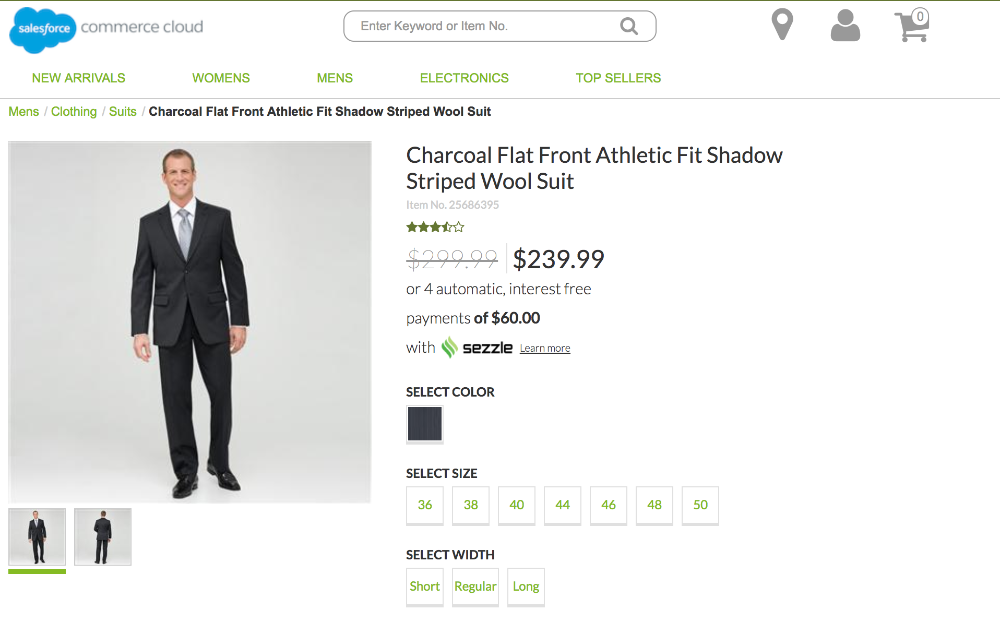 salesforce commerce cloud
Enter Keyword or Item No.
0
NEW ARRIVALS WOMENS MENS ELECTRONICS TOP SELLERS
Mens / Clothing / Suits / Charcoal Flat Front Athletic Fit Shadow Striped Wool Suit
Charcoal Flat Front Athletic Fit Shadow
Striped Wool Suit
Item No. 25686395
$299.99 $239.99
or 4 automatic, interest free
payments of $60.00
with sezzle Learn more
SELECT COLOR
SELECT SIZE
36 38 40 44 46 48 50
SELECT WIDTH
Short Regular Long